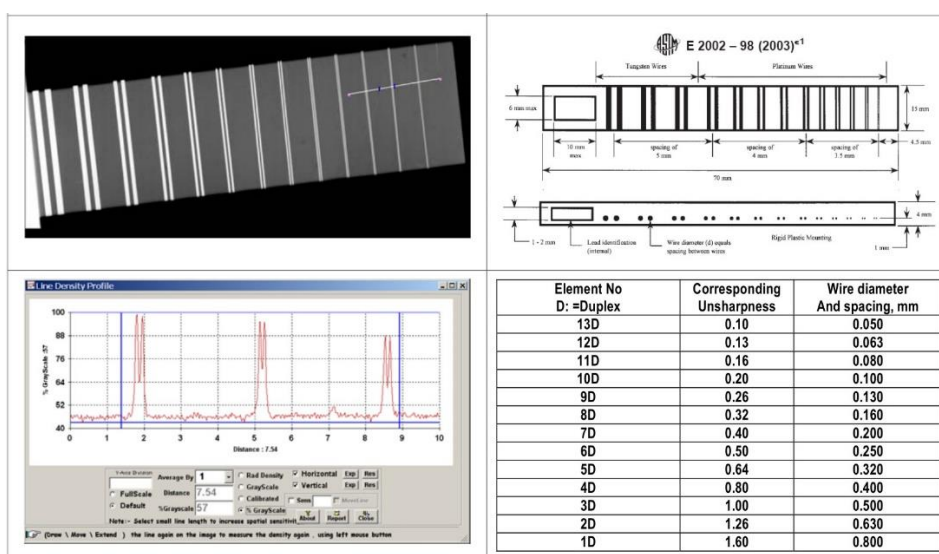 ASTM E 2002 – 98 (2003)ᵉ¹
Tungsten Wires
Platinum Wires
6 mm max
15 mm
10 mm
max
spacing of
5 mm
spacing of
4 mm
spacing of
3.5 mm
4.5 mm
70 mm
4 mm
1 - 2 mm
Lead identification
(internal)
Wire diameter (d) equals
spacing between wires
Rigid Plastic Mounting
1 mm
Line Density Profile
% GrayScale :57
100
88
76
64
52
40
0 1 2 3 4 5 6 7 8 9 10
Distance : 7.54
Y-Axis Division
FullScale
Default
Average By 1
Distance 7.54
%Grayscale 57
Rad Density
GrayScale
Calibrated
% GrayScale
Horizontal Exp Res
Vertical Exp Res
Save
MoveLine
About Report Close
Note :- Select small line length to increase spatial sensitivity
(Draw \ Move \ Extend ) the line again on the image to measure the density again , using left mouse button
Element No Corresponding Wire diameter
D: =Duplex Unsharpness And spacing, mm
13D 0.10 0.050
12D 0.13 0.063
11D 0.16 0.080
10D 0.20 0.100
9D 0.26 0.130
8D 0.32 0.160
7D 0.40 0.200
6D 0.50 0.250
5D 0.64 0.320
4D 0.80 0.400
3D 1.00 0.500
2D 1.26 0.630
1D 1.60 0.800